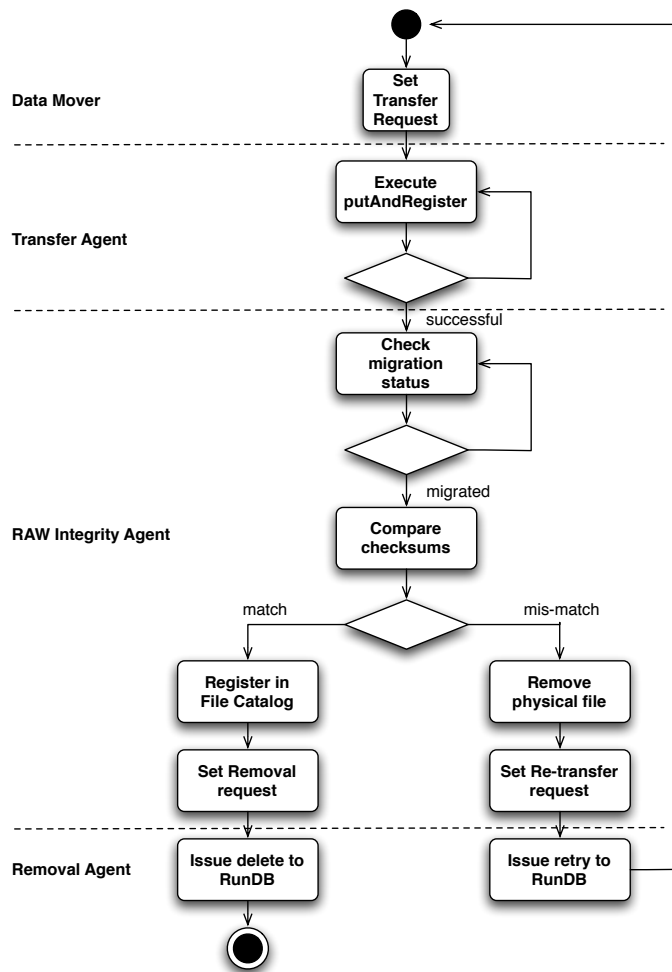 Set
Transfer
Request
Data Mover
Execute
putAndRegister
Transfer Agent
successful
Check
migration
status
migrated
Compare
checksums
RAW Integrity Agent
match
mis-match
Register in
File Catalog
Remove
physical file
Set Removal
request
Set Re-transfer
request
Removal Agent
Issue delete to
RunDB
Issue retry to
RunDB